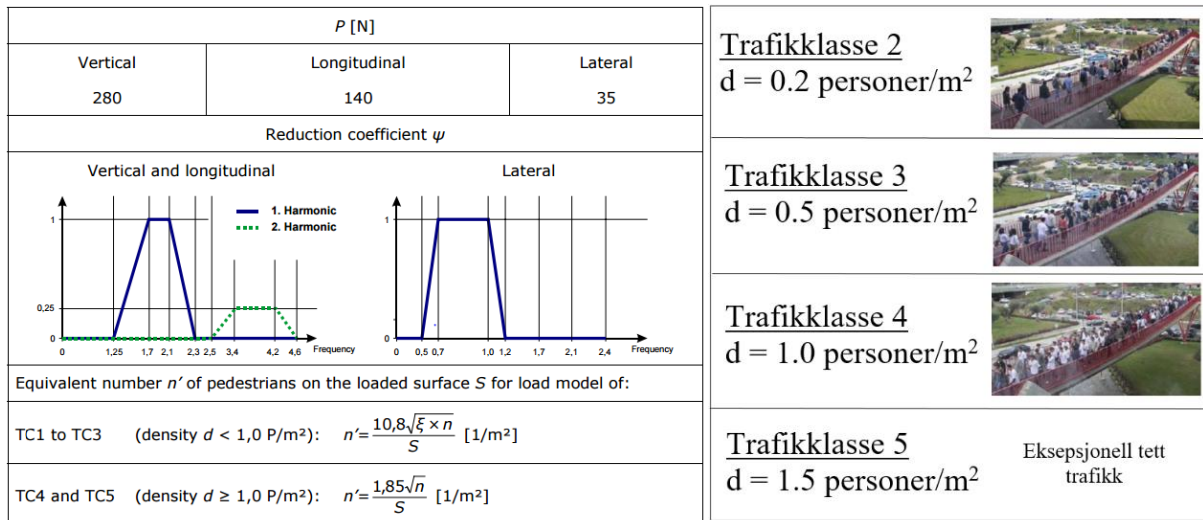 P [N]
Vertical Longitudinal Lateral
280 140 35
Reduction coefficient ψ
Vertical and longitudinal Lateral
1. Harmonic
2. Harmonic
1
0,25
0 1,25 1,7 2,1 2,3 2,5 3,4 4,2 4,6 Frequency
1
0 0,5 0,7 1,0 1,2 1,7 2,1 2,4 Frequency
Equivalent number n′ of pedestrians on the loaded surface S for load model of:
TC1 to TC3 (density d < 1,0 P/m²): n′= 10,8√ξ × n / S [1/m²]
TC4 and TC5 (density d ≥ 1,0 P/m²): n′= 1,85√n / S [1/m²]
Trafikklasse 2
d = 0.2 personer/m²
Trafikklasse 3
d = 0.5 personer/m²
Trafikklasse 4
d = 1.0 personer/m²
Trafikklasse 5
d = 1.5 personer/m²
Eksepsjonell tett
trafikk